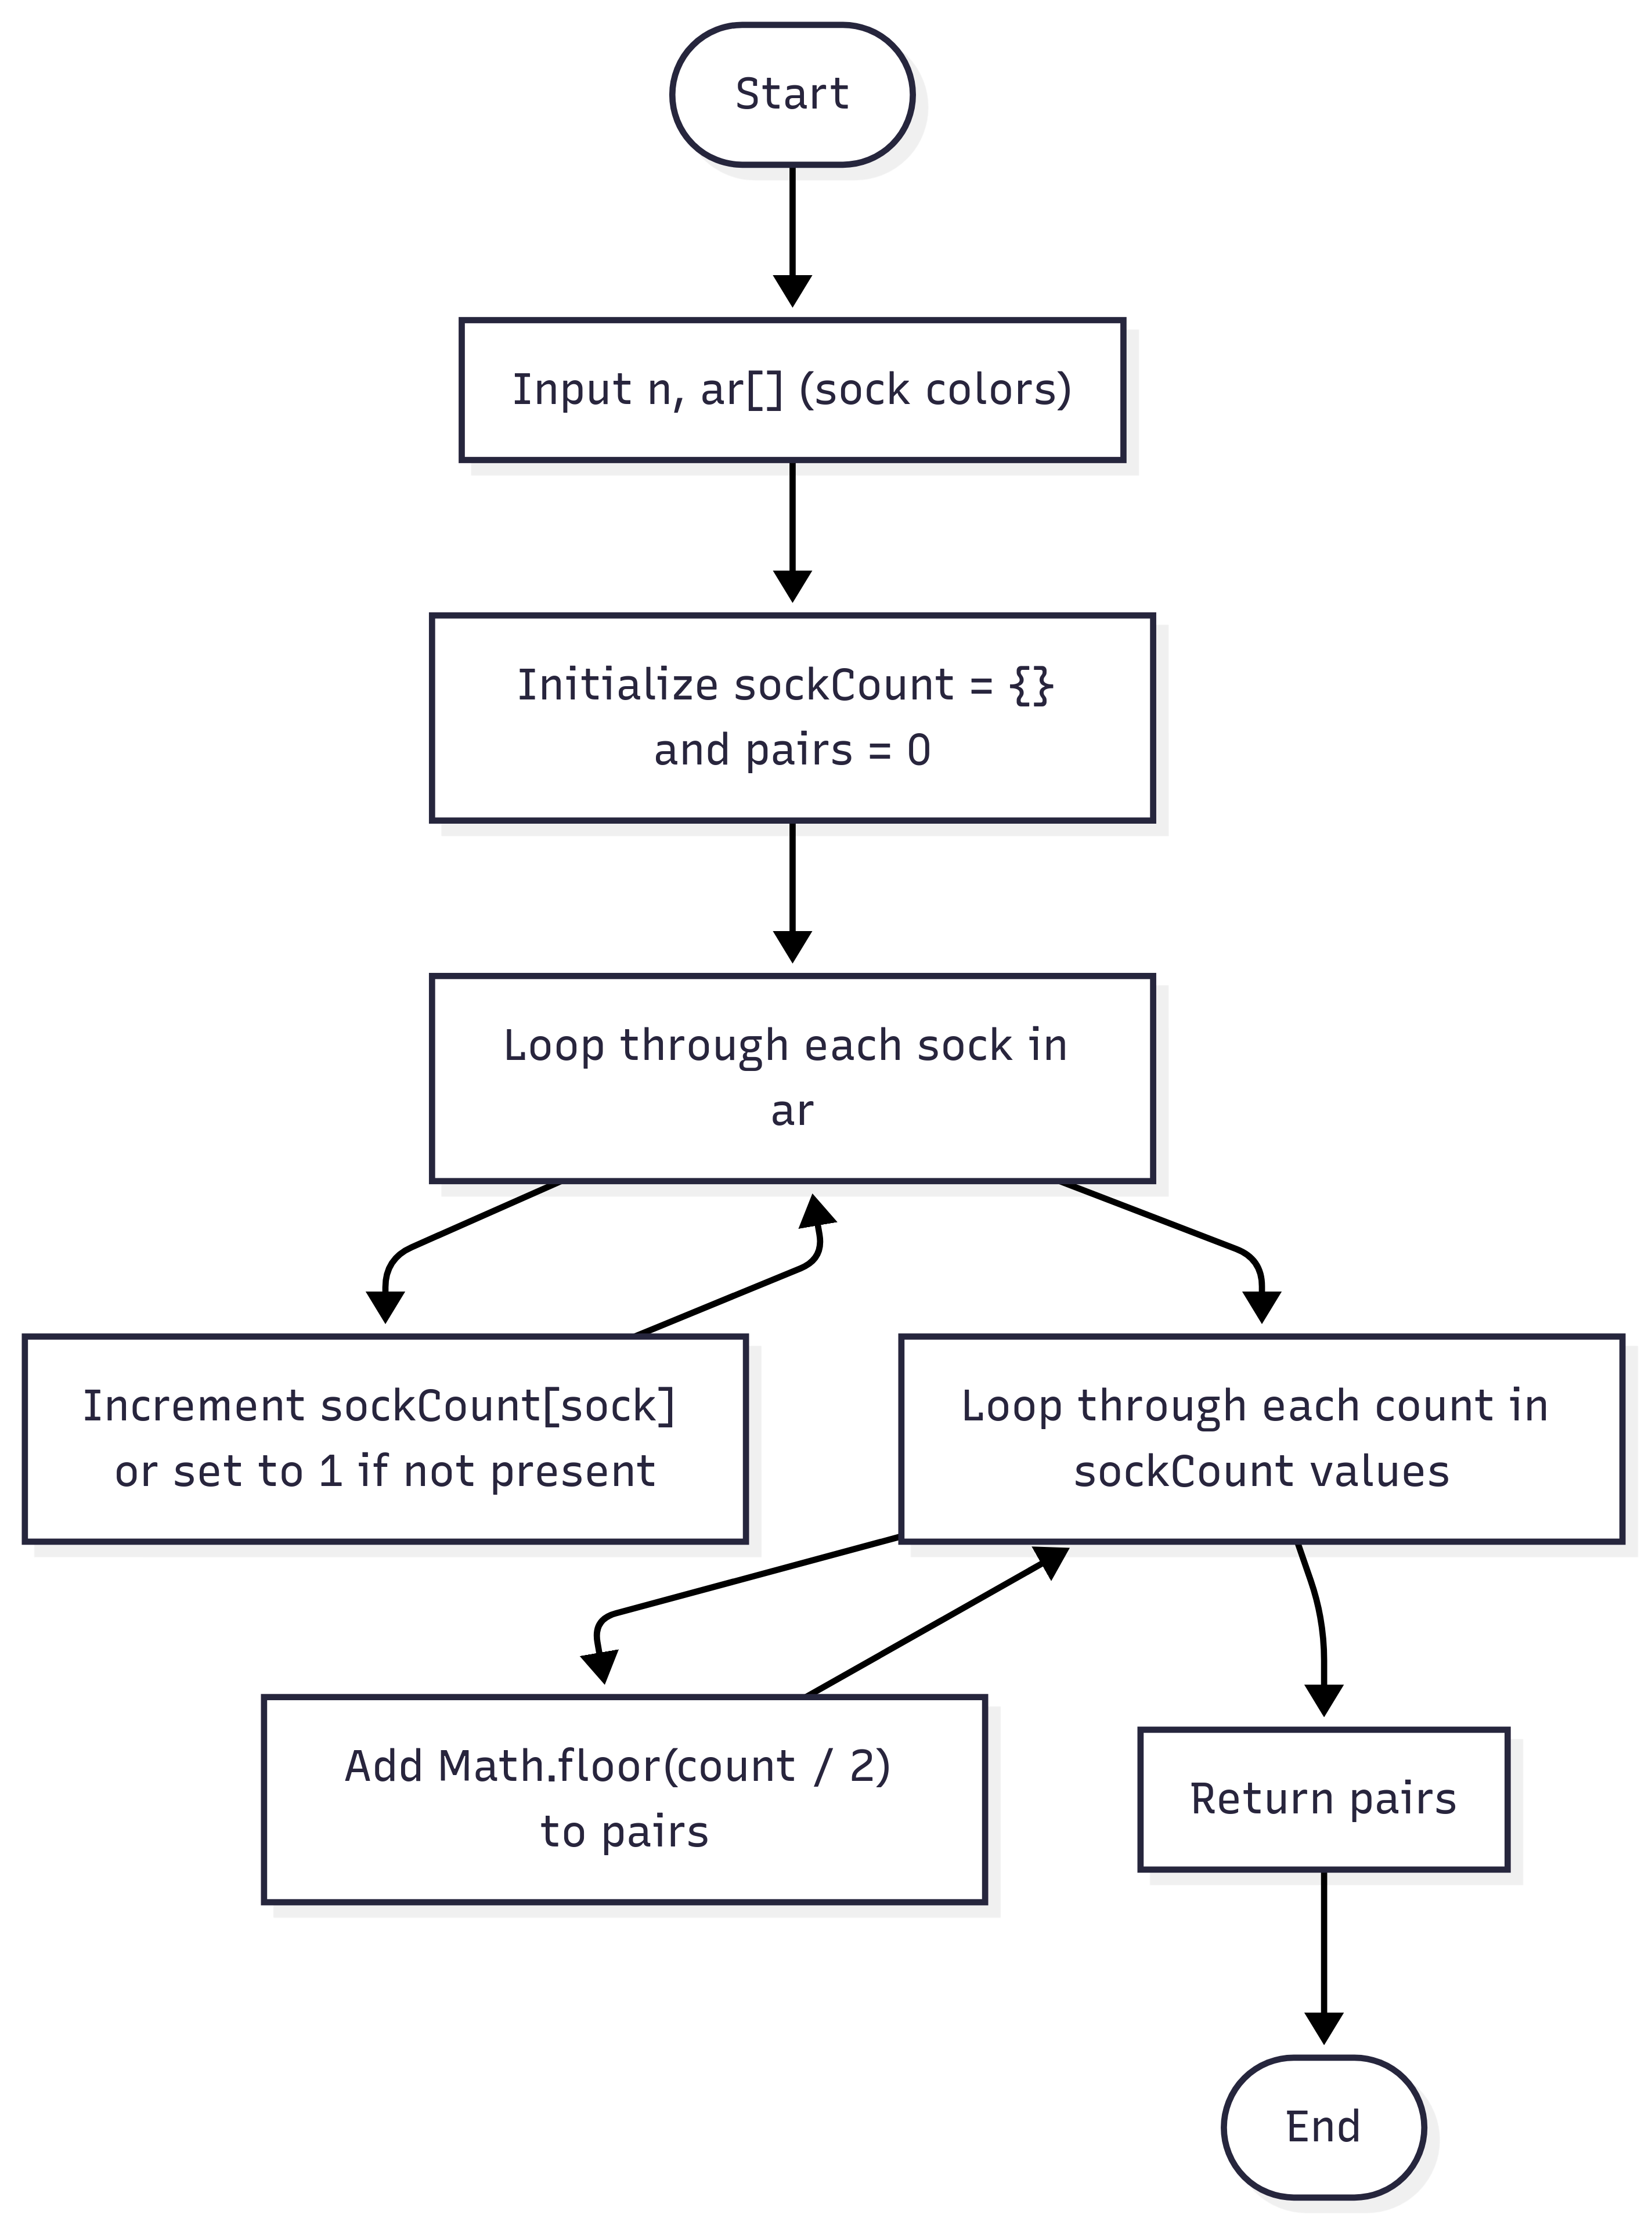 Start
Input n, ar[] (sock colors)
Initialize sockCount = {}
and pairs = 0
Loop through each sock in
ar
Increment sockCount[sock]
or set to 1 if not present
Loop through each count in
sockCount values
Add Math.floor(count / 2)
to pairs
Return pairs
End